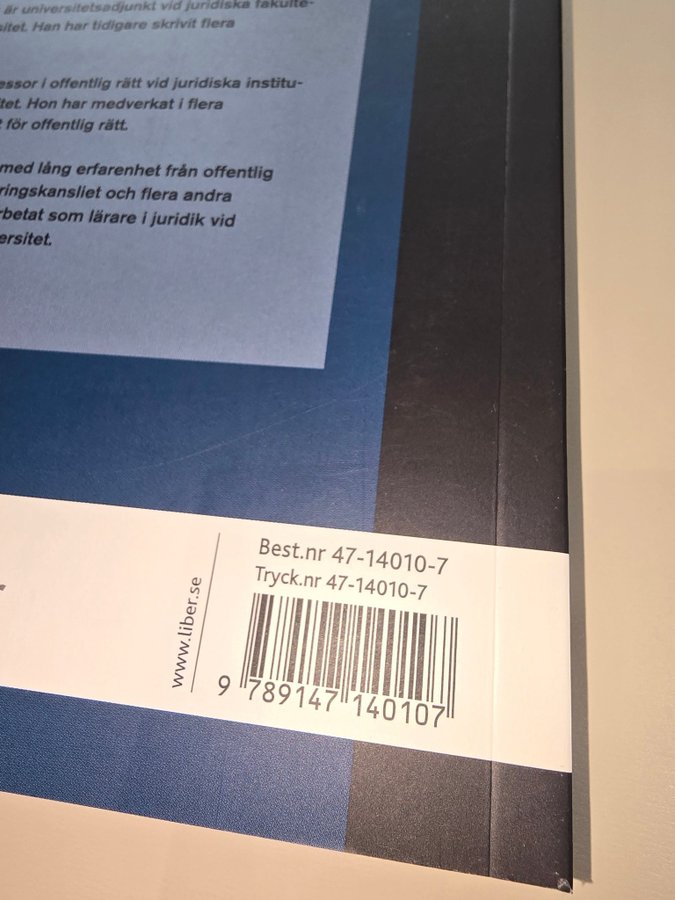 är universitetsadjunkt vid juridiska fakulte-
sitet. Han har tidigare skrivit flera
essor i offentlig rätt vid juridiska institu-
tet. Hon har medverkat i flera
t för offentlig rätt.
med lång erfarenhet från offentlig
ringskansliet och flera andra
rbetat som lärare i juridik vid
ersitet.
Best.nr 47-14010-7
Tryck.nr 47-14010-7
www.liber.se
9 789147 140107